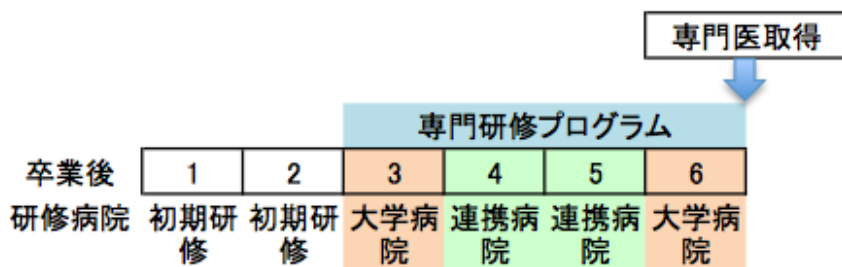 専門医取得
専門研修プログラム
卒業後 1 2 3 4 5 6
研修病院 初期研修 初期研修 大学病院 連携病院 連携病院 大学病院